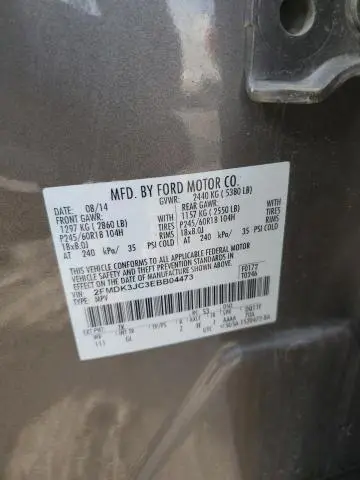 MFD. BY FORD MOTOR CO.
08/14 GVWR: 2440 KG ( 5380 LB)
FRONT GAWR: REAR GAWR:
1297 KG ( 2860 LB) WITH 1157 KG ( 2550 LB) WITH
P245/60R18 104H TIRES P245/60R18 104H TIRES
18x8.0J RIMS 18x8.0J RIMS
AT 240 kPa/ 35 PSI COLD AT 240 kPa/ 35 PSI COLD
THIS VEHICLE CONFORMS TO ALL APPLICABLE FEDERAL MOTOR
VEHICLE SAFETY AND THEFT PREVENTION STANDARDS IN EFFECT ON THE
DATE OF MANUFACTURE SHOWN ABOVE.
VIN: 2FMDK3JC3EBB04473 F0177
TYPE: MPV
EXT PNT: